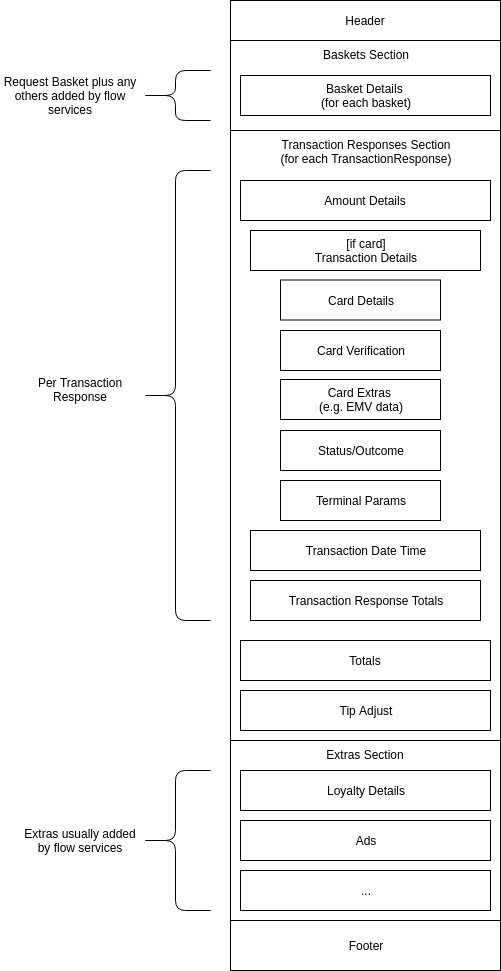 Header
Baskets Section
Request Basket plus any
others added by flow
services
Basket Details
(for each basket)
Transaction Responses Section
(for each TransactionResponse)
Amount Details
[if card]
Transaction Details
Card Details
Card Verification
Per Transaction
Response
Card Extras
(e.g. EMV data)
Status/Outcome
Terminal Params
Transaction Date Time
Transaction Response Totals
Totals
Tip Adjust
Extras Section
Loyalty Details
Extras usually added
by flow services
Ads
...
Footer